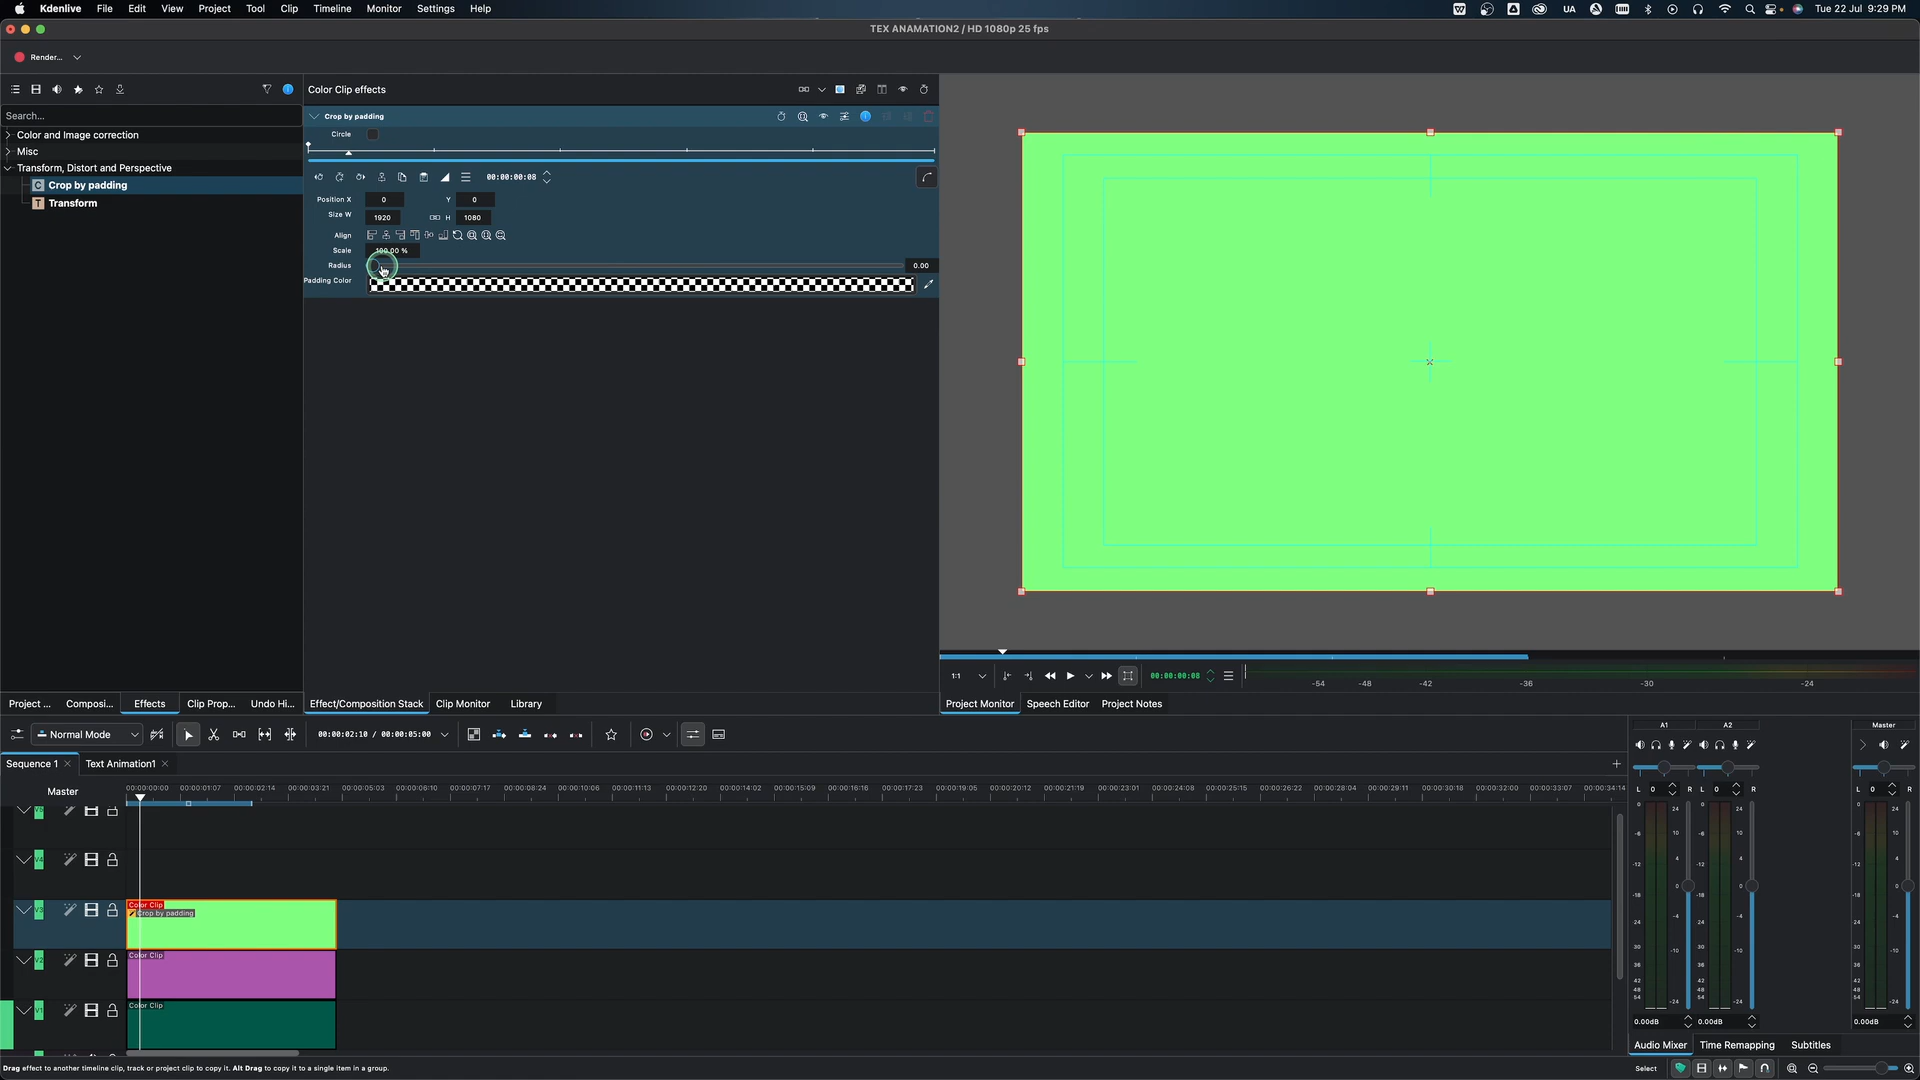 Kdenlive File Edit View Project Tool Clip Timeline Monitor Settings Help UA Tue 22 Jul 9:29 PM
TEX ANAMATION2 / HD 1080p 25 fps
Render...
Color Clip effects
Search...
Crop by padding
Color and Image correction
Circle
Misc
Transform, Distort and Perspective
C Crop by padding
T Transform
00:00:00:08
Position X 0 Y 0
Size W 1920 H 1080
Align
Scale 100.00 %
Radius 0.00
Padding Color
1:1 00:00:00:08 -54 -48 -42 -36 -30 -24
Project ... Composi... Effects Clip Prop... Undo Hi... Effect/Composition Stack Clip Monitor Library Project Monitor Speech Editor Project Notes
Normal Mode 00:00:02:10 / 00:00:05:00
A1 A2 Master
Sequence 1 Text Animation1
Master 00:00:00:00 00:00:01:07 00:00:02:14 00:00:03:21 00:00:05:03 00:00:06:10 00:00:07:17 00:00:08:24 00:00:10:06 00:00:11:13 00:00:12:20 00:00:14:02 00:00:15:09 00:00:16:16 00:00:17:23 00:00:19:05 00:00:20:12 00:00:21:19 00:00:23:01 00:00:24:08 00:00:25:15 00:00:26:22 00:00:28:04 00:00:29:11 00:00:30:18 00:00:32:00 00:00:33:07 00:00:34:14
L 0 R L 0 R L 0 R
V4
V3 Color Clip
Crop by padding
V2 Color Clip
V1 Color Clip
0.00dB 0.00dB 0.00dB
Audio Mixer Time Remapping Subtitles
Drag effect to another timeline clip, track or project clip to copy it. Alt Drag to copy it to a single item in a group. Select